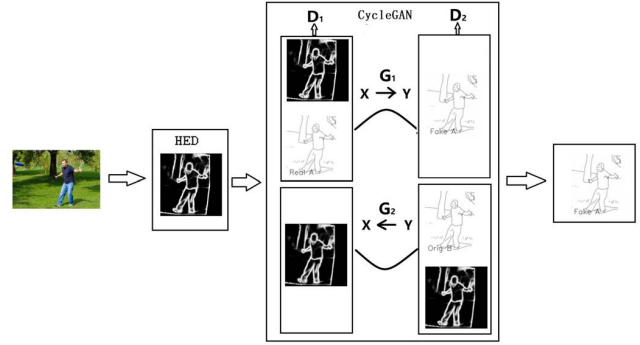 D₁
CycleGAN
D₂
G₁
X → Y
Fake A
HED
Real A
Fake A
G₂
X ← Y
Orig B